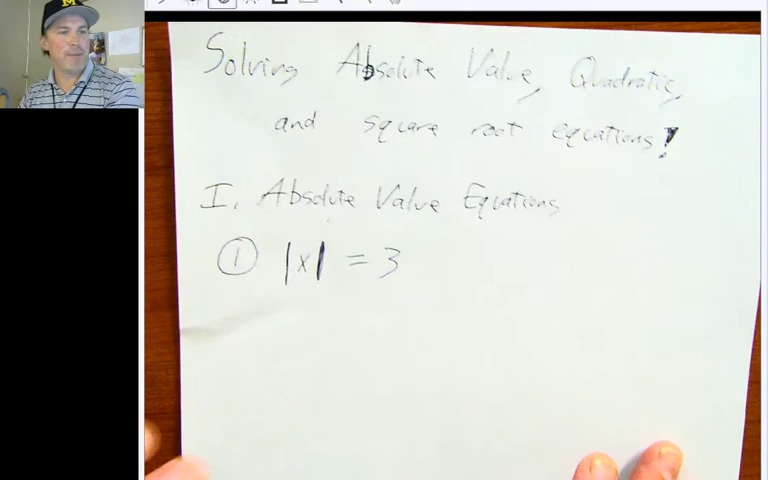 M
Solving Absolute Value, Quadratic,
and square root equations!
I. Absolute Value Equations
① |x| = 3